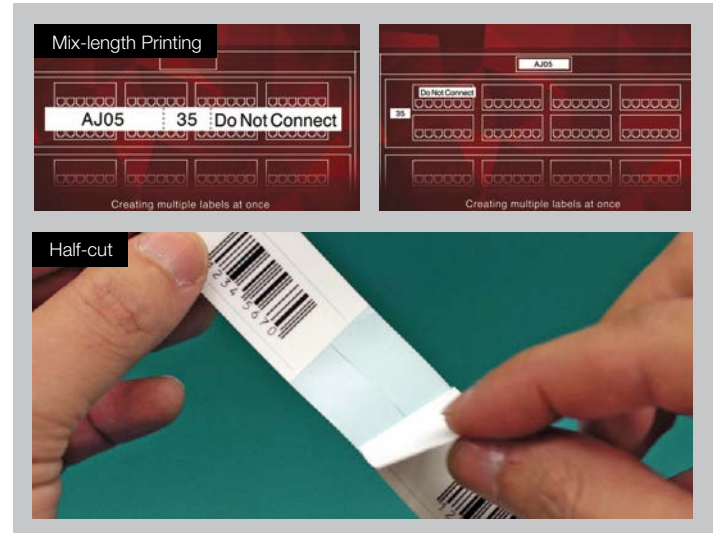 Mix-length Printing
AJ05 35 Do Not Connect
Creating multiple labels at once
AJ05
Do Not Connect
35
Creating multiple labels at once
Half-cut
12345670